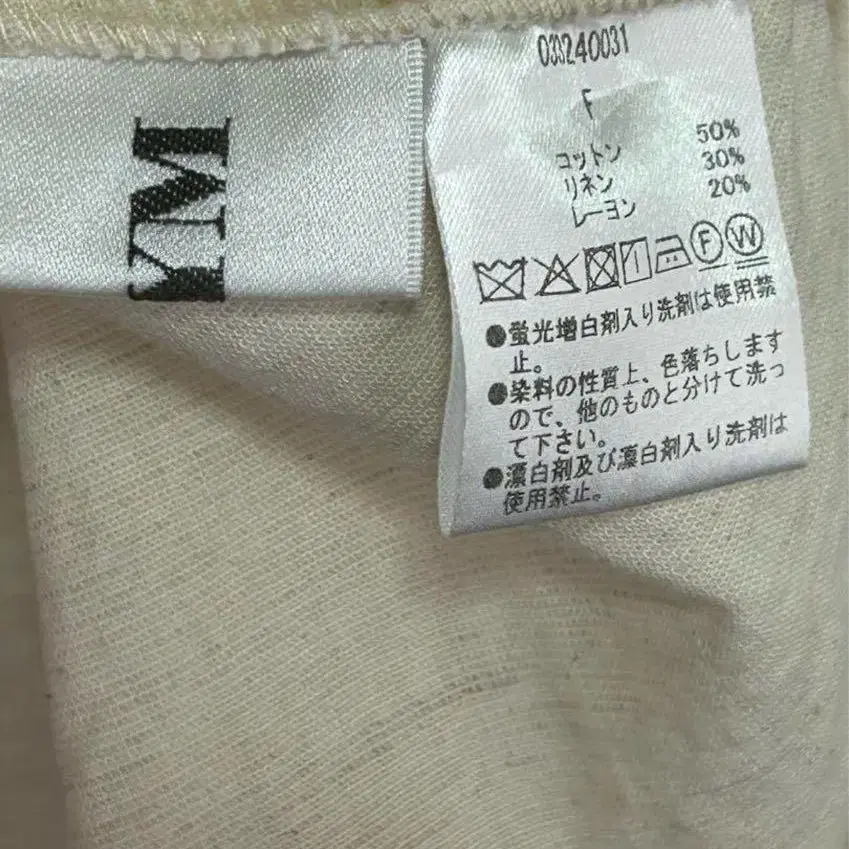 YM
033240031
F
コットン 50%
リネン 30%
レーヨン 20%
F W
●蛍光増白剤入り洗剤は使用禁
止。
●染料の性質上、色落ちします
ので、他のものと分けて洗っ
て下さい。
●漂白剤及び漂白剤入り洗剤は
使用禁止。